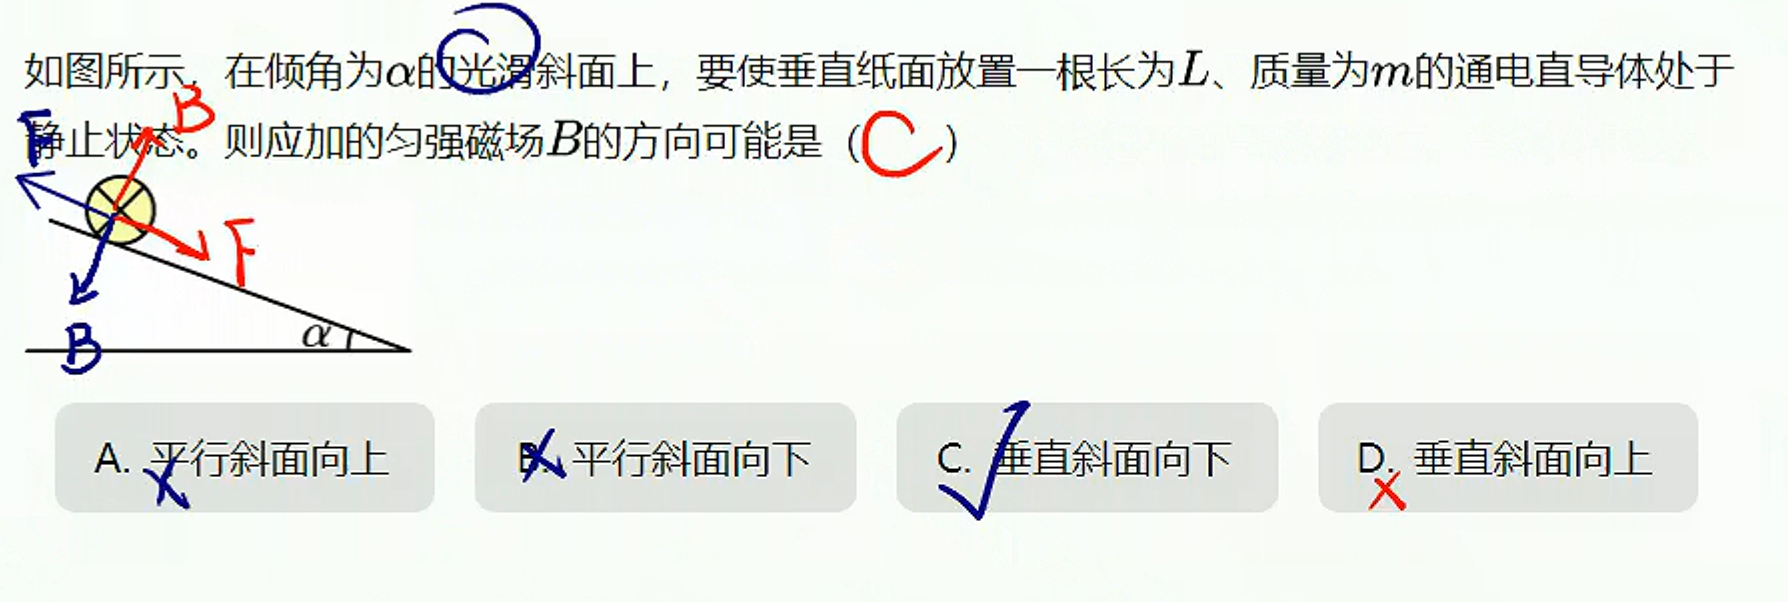 如图所示，在倾角为α的光滑斜面上，要使垂直纸面放置一根长为L、质量为m的通电直导体处于
静止状态。则应加的匀强磁场B的方向可能是（C）
B
F
F
B
α
A. 平行斜面向上
B. 平行斜面向下
C. 垂直斜面向下
D. 垂直斜面向上